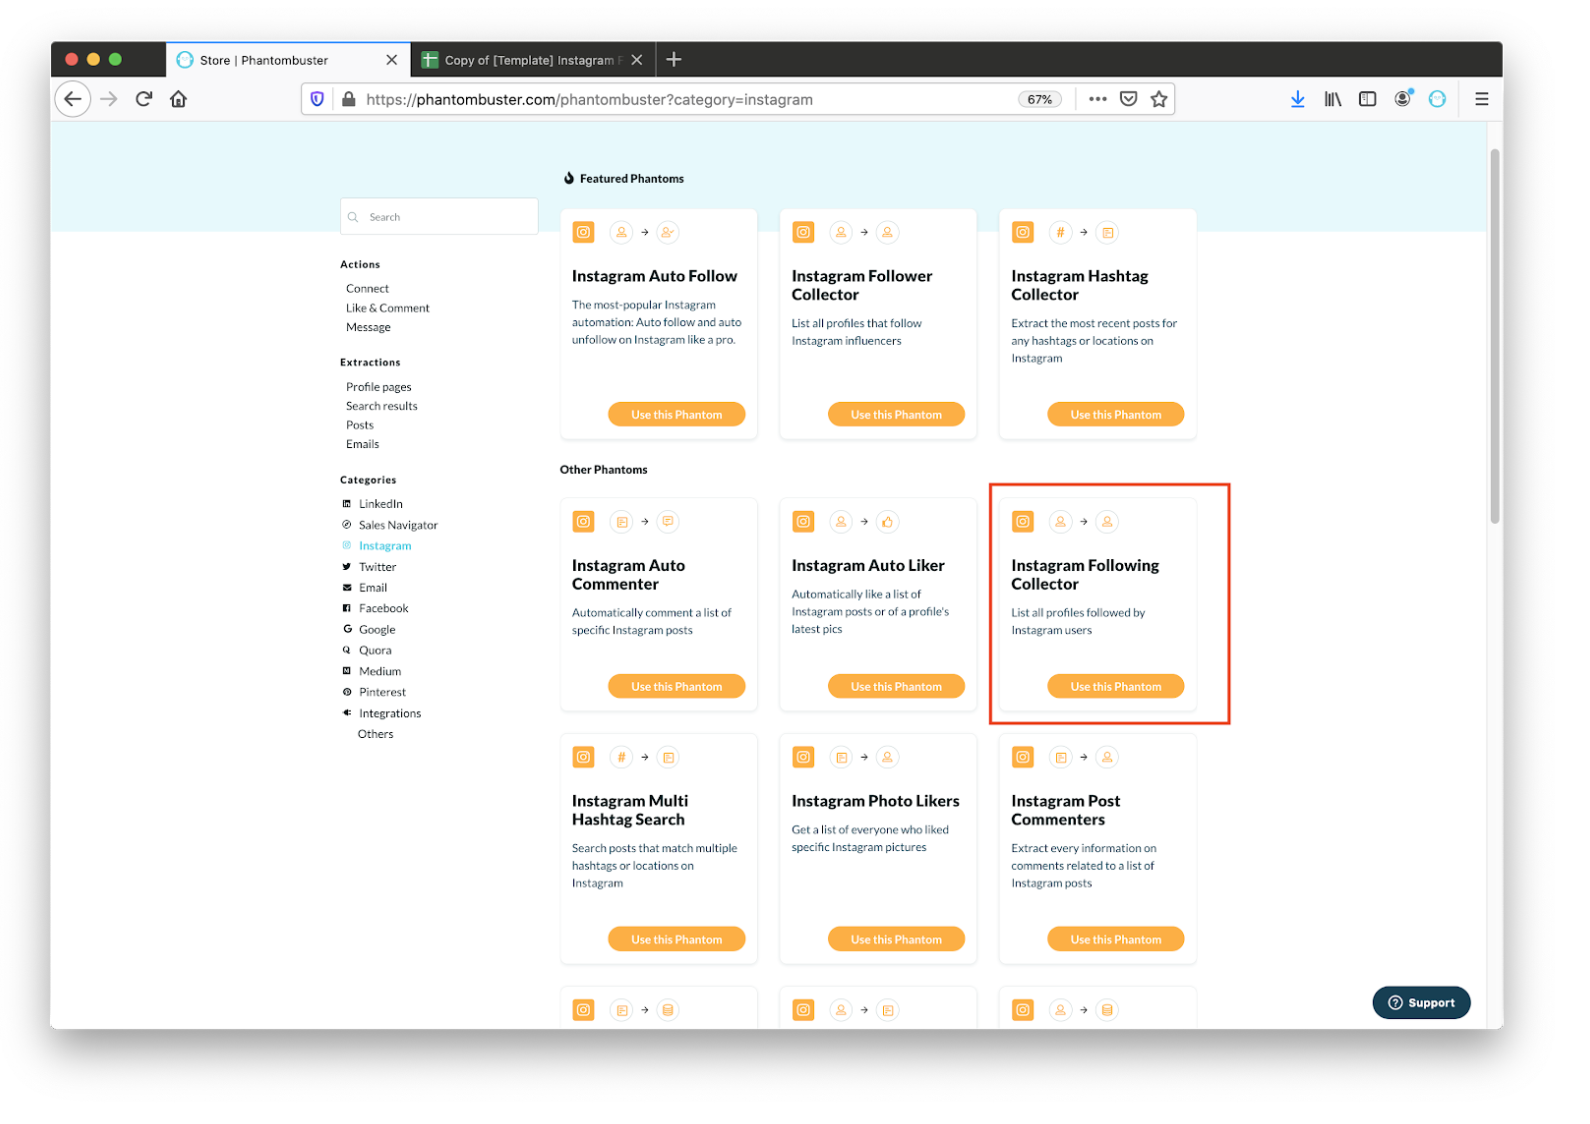 Store | Phantombuster
Copy of [Template] Instagram F
https://phantombuster.com/phantombuster?category=instagram
67%
Featured Phantoms
Search
Actions
Connect
Like & Comment
Message
Extractions
Profile pages
Search results
Posts
Emails
Categories
LinkedIn
Sales Navigator
Instagram
Twitter
Email
Facebook
Google
Quora
Medium
Pinterest
Integrations
Others
Instagram Auto Follow
The most-popular Instagram
automation: Auto follow and auto
unfollow on Instagram like a pro.
Use this Phantom
Instagram Follower
Collector
List all profiles that follow
Instagram influencers
Use this Phantom
#
Instagram Hashtag
Collector
Extract the most recent posts for
any hashtags or locations on
Instagram
Use this Phantom
Other Phantoms
Instagram Auto
Commenter
Automatically comment a list of
specific Instagram posts
Use this Phantom
Instagram Auto Liker
Automatically like a list of
Instagram posts or of a profile's
latest pics
Use this Phantom
Instagram Following
Collector
List all profiles followed by
Instagram users
Use this Phantom
#
Instagram Multi
Hashtag Search
Search posts that match multiple
hashtags or locations on
Instagram
Use this Phantom
Instagram Photo Likers
Get a list of everyone who liked
specific Instagram pictures
Use this Phantom
Instagram Post
Commenters
Extract every information on
comments related to a list of
Instagram posts
Use this Phantom
Support